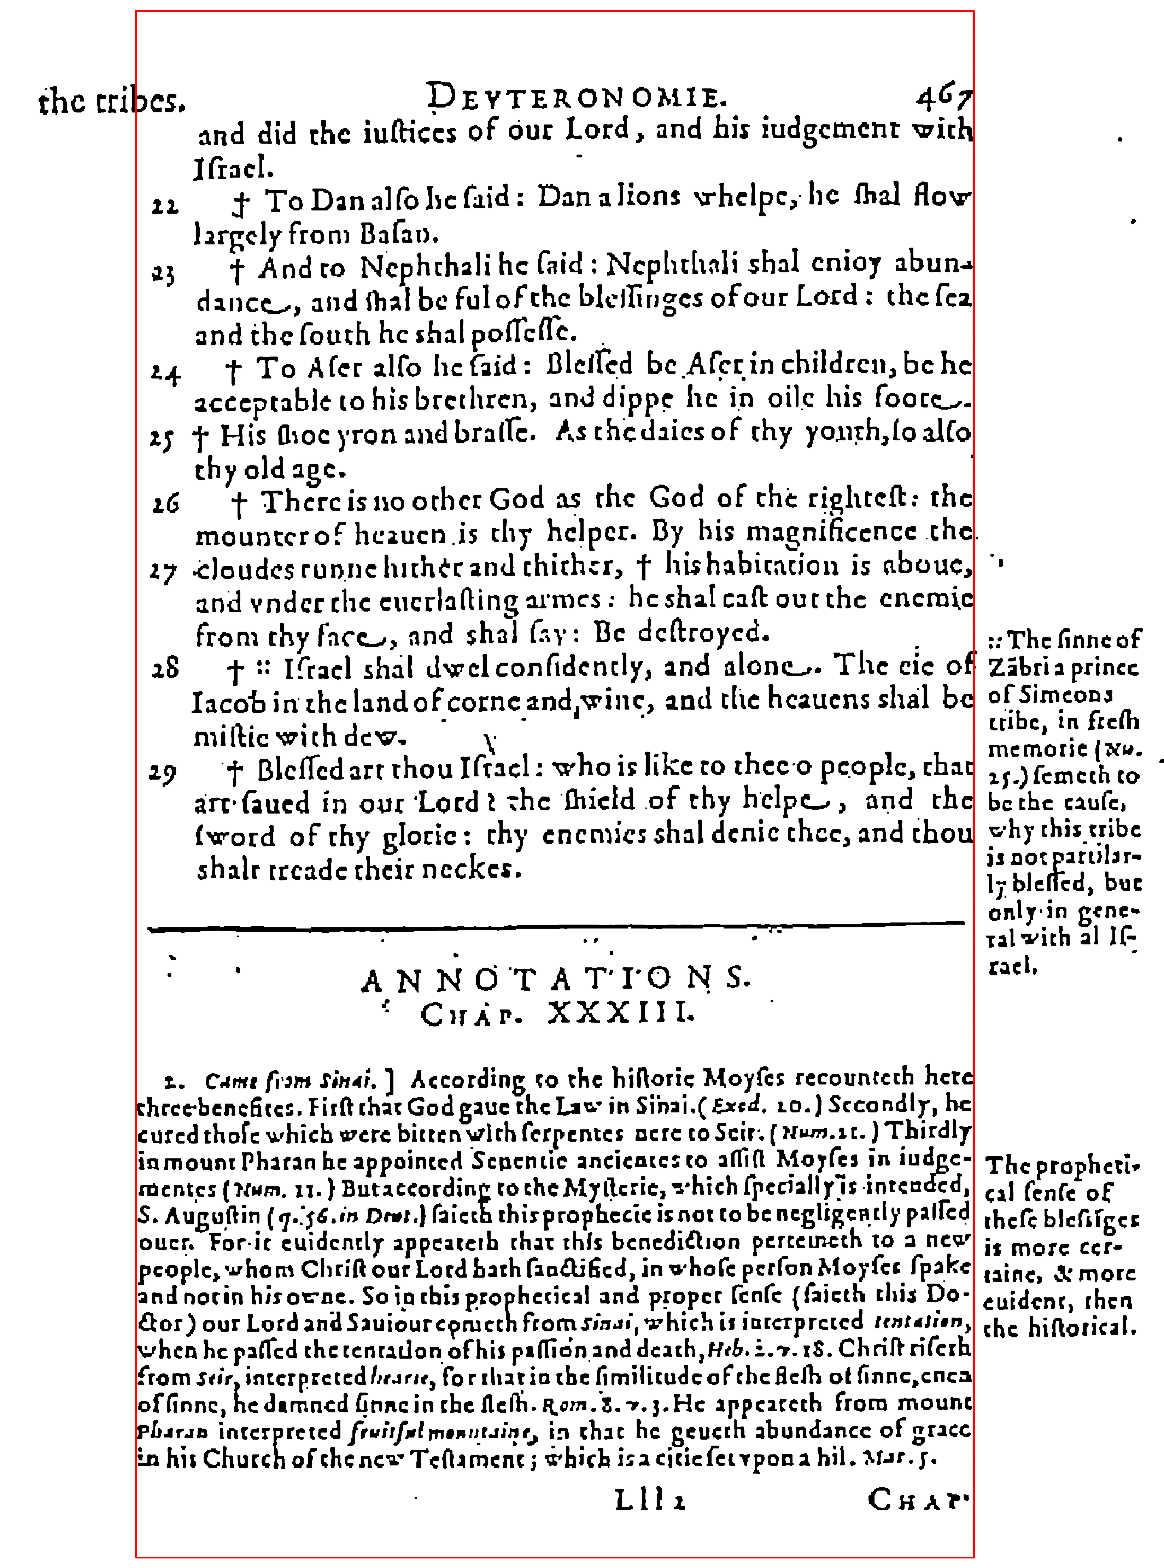 the tribes. DEVTERONOMIE. 467
and did the iuſtices of our Lord, and his iudgement with
Iſrael.
22 † To Dan alſo he ſaid: Dan a lions whelpe, he ſhal flow
largely from Baſan.
23 † And to Nephthali he ſaid: Nephthali shal enioy abun-
dance, and ſhal be ful of the bleſſinges of our Lord: the ſea
and the ſouth he shal poſſeſſe.
24 † To Aſer alſo he ſaid: Bleſſed be Aſer in children, be he
acceptable to his brethren, and dippe he in oile his foote.
25 † His ſhoe yron and braſſe. As the daies of thy youth, ſo alſo
thy old age.
26 † There is no other God as the God of the righteſt: the
mounter of heauen is thy helper. By his magnificence the
27 cloudes runne hither and thither, † his habitation is aboue,
and vnder the euerlaſting armes: he shal caſt out the enemie
from thy face, and shal ſay: Be deſtroyed.
28 † :: Iſrael shal dwel confidently, and alone. The eie of
Iacob in the land of corne and wine, and the heauens shal be
miſtie with dew.
29 † Bleſſed art thou Iſrael: who is like to thee o people, that
art ſaued in our Lord? the ſhield of thy helpe, and the
ſword of thy glorie: thy enemies shal denie thee, and thou
shalt treade their neckes.
:: The ſinne of
Zãbri a prince
of Simeons
tribe, in freſh
memorie (Nu.
25.) ſemeth to
be the cauſe,
why this tribe
is not particlar-
ly bleſſed, but
only in gene-
ral with al Iſ-
rael.
ANNOTATIONS.
CHAP. XXXIII.
2. Came from Sinai.] According to the hiſtorie Moyſes recounteth here
three benefites. Firſt that God gaue the Law in Sinai. (Exod. 20.) Secondly, he
cured thoſe which were bitten with ſerpentes nere to Seir. (Num. 21.) Thirdly
in mount Pharan he appointed Seuentie ancientes to aſſiſt Moyſes in iudge-
mentes (Num. 11.) But according to the Myſterie, which ſpecially is intended,
S. Auguſtin (q. 56. in Deut.) ſaieth this prophecie is not to be negligently paſſed
ouer. For it euidently appeareth that this benediction perteineth to a new
people, whom Chriſt our Lord hath ſanctified, in whoſe perſon Moyſes ſpake
and not in his owne. So in this prophetical and proper ſenſe (ſaieth this Do-
ctor) our Lord and Sauiour cometh from Sinai, which is interpreted tentation,
when he paſſed the tentation of his paſſion and death, Heb. 2. v. 18. Chriſt riſeth
from Seir, interpreted hearie, for that in the ſimilitude of the fleſh of ſinne, euen
of ſinne, he damned ſinne in the fleſh. Rom. 8. v. 3. He appeareth from mount
Pharan interpreted fruitful mountaine, in that he geueth abundance of grace
in his Church of the new Teſtament; which is a citie ſet vpon a hil. Mat. 5.
The propheti-
cal ſenſe of
theſe bleſſiges
is more cer-
taine, & more
euident, then
the hiſtorical.
Llll 2 CHAP.